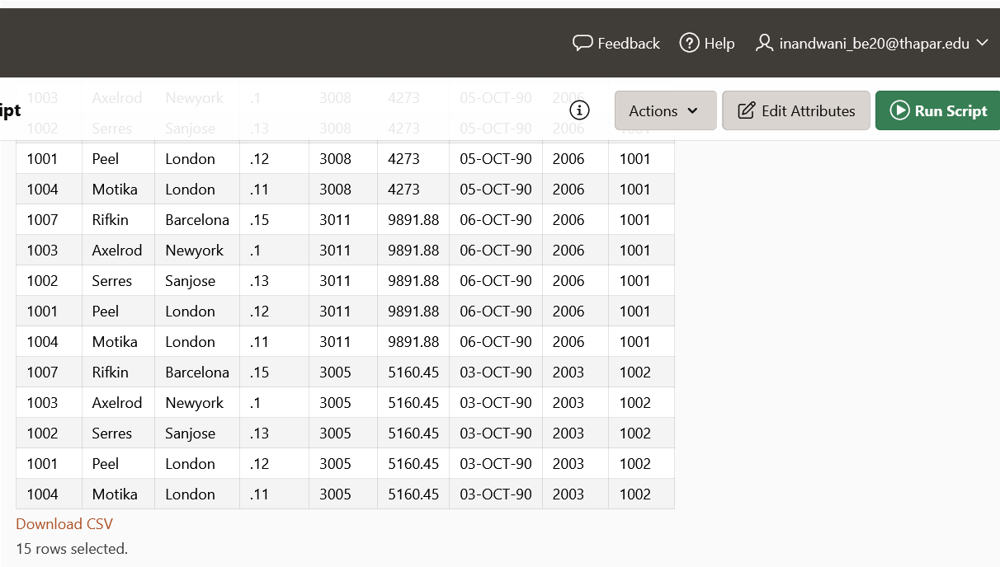 Feedback Help inandwani_be20@thapar.edu
ipt Actions Edit Attributes Run Script
1003 Axelrod Newyork .1 3008 4273 05-OCT-90 2006
1002 Serres Sanjose .13 3008 4273 05-OCT-90 2006
1001 Peel London .12 3008 4273 05-OCT-90 2006 1001
1004 Motika London .11 3008 4273 05-OCT-90 2006 1001
1007 Rifkin Barcelona .15 3011 9891.88 06-OCT-90 2006 1001
1003 Axelrod Newyork .1 3011 9891.88 06-OCT-90 2006 1001
1002 Serres Sanjose .13 3011 9891.88 06-OCT-90 2006 1001
1001 Peel London .12 3011 9891.88 06-OCT-90 2006 1001
1004 Motika London .11 3011 9891.88 06-OCT-90 2006 1001
1007 Rifkin Barcelona .15 3005 5160.45 03-OCT-90 2003 1002
1003 Axelrod Newyork .1 3005 5160.45 03-OCT-90 2003 1002
1002 Serres Sanjose .13 3005 5160.45 03-OCT-90 2003 1002
1001 Peel London .12 3005 5160.45 03-OCT-90 2003 1002
1004 Motika London .11 3005 5160.45 03-OCT-90 2003 1002
Download CSV
15 rows selected.